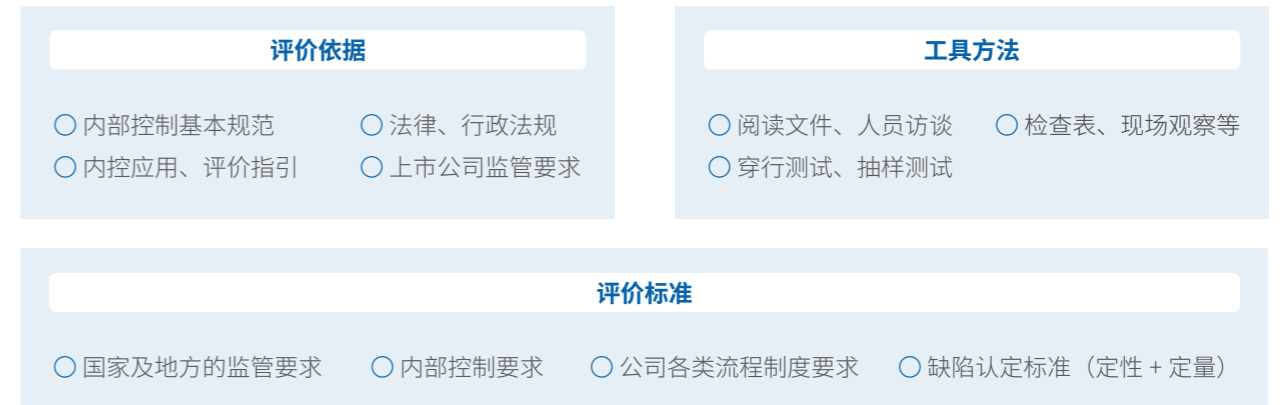 评价依据
○ 内部控制基本规范 ○ 法律、行政法规
○ 内控应用、评价指引 ○ 上市公司监管要求
工具方法
○ 阅读文件、人员访谈 ○ 检查表、现场观察等
○ 穿行测试、抽样测试
评价标准
○ 国家及地方的监管要求 ○ 内部控制要求 ○ 公司各类流程制度要求 ○ 缺陷认定标准（定性 + 定量）